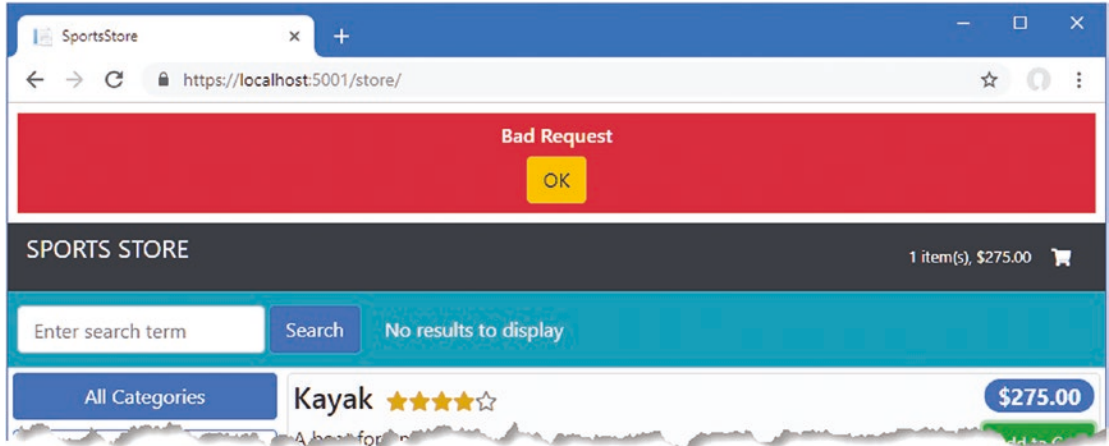 SportsStore
https://localhost:5001/store/
Bad Request
OK
SPORTS STORE
1 item(s), $275.00
Enter search term
Search
No results to display
All Categories
Kayak
$275.00